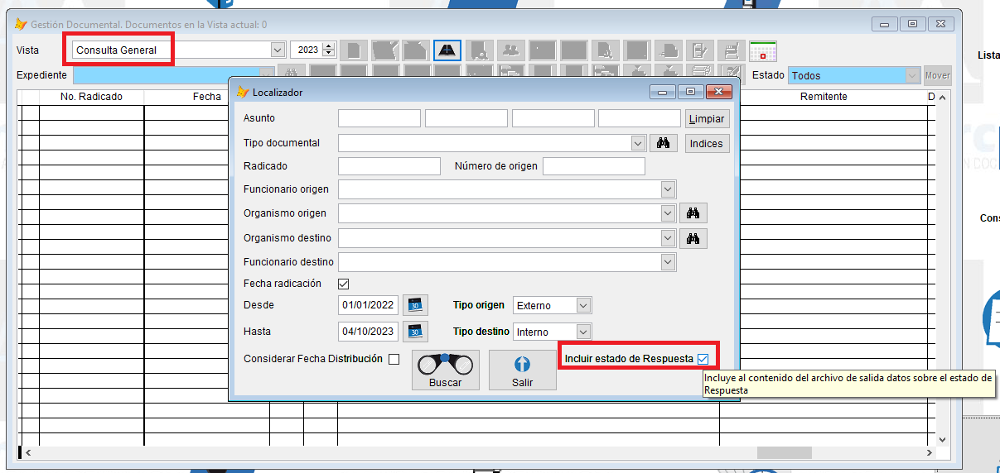 Gestión Documental. Documentos en la Vista actual: 0
Vista Consulta General 2023
Lista
Expediente Estado Todos Mover
No. Radicado Fecha Remitente D
Localizador
Asunto Limpiar
Tipo documental Indices
Radicado Número de origen
Funcionario origen
Organismo origen
Cons
Organismo destino
Funcionario destino
Fecha radicación
Desde 01/01/2022 30 Tipo origen Externo
Hasta 04/10/2023 30 Tipo destino Interno
Considerar Fecha Distribución Buscar Salir Incluir estado de Respuesta
Incluye al contenido del archivo de salida datos sobre el estado de
Respuesta